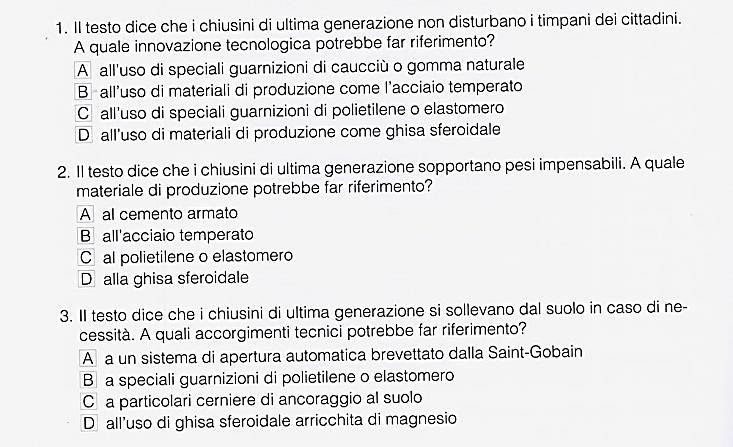 1. Il testo dice che i chiusini di ultima generazione non disturbano i timpani dei cittadini.
A quale innovazione tecnologica potrebbe far riferimento?
A all'uso di speciali guarnizioni di caucciù o gomma naturale
B all'uso di materiali di produzione come l'acciaio temperato
C all'uso di speciali guarnizioni di polietilene o elastomero
D all'uso di materiali di produzione come ghisa sferoidale
2. Il testo dice che i chiusini di ultima generazione sopportano pesi impensabili. A quale
materiale di produzione potrebbe far riferimento?
A al cemento armato
B all'acciaio temperato
C al polietilene o elastomero
D alla ghisa sferoidale
3. Il testo dice che i chiusini di ultima generazione si sollevano dal suolo in caso di ne-
cessità. A quali accorgimenti tecnici potrebbe far riferimento?
A a un sistema di apertura automatica brevettato dalla Saint-Gobain
B a speciali guarnizioni di polietilene o elastomero
C a particolari cerniere di ancoraggio al suolo
D all'uso di ghisa sferoidale arricchita di magnesio